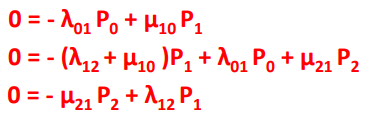 0 = - λ₀₁ P₀ + μ₁₀ P₁
0 = - (λ₁₂ + μ₁₀ )P₁ + λ₀₁ P₀ + μ₂₁ P₂
0 = - μ₂₁ P₂ + λ₁₂ P₁